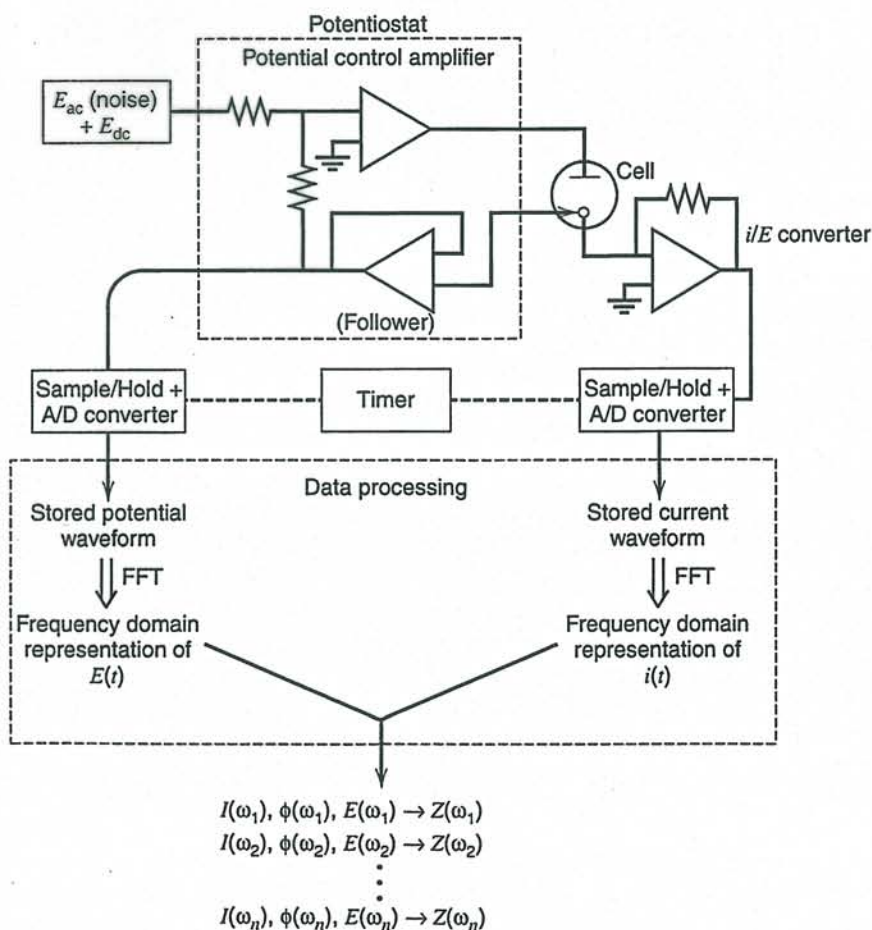 Potentiostat
Potential control amplifier
E_ac (noise)
+ E_dc
Cell
i/E converter
(Follower)
Sample/Hold +
A/D converter
Timer
Sample/Hold +
A/D converter
Data processing
Stored potential
waveform
FFT
Frequency domain
representation of
E(t)
Stored current
waveform
FFT
Frequency domain
representation of
i(t)
I(ω₁), ϕ(ω₁), E(ω₁) → Z(ω₁)
I(ω₂), ϕ(ω₂), E(ω₂) → Z(ω₂)
I(ωₙ), ϕ(ωₙ), E(ωₙ) → Z(ωₙ)